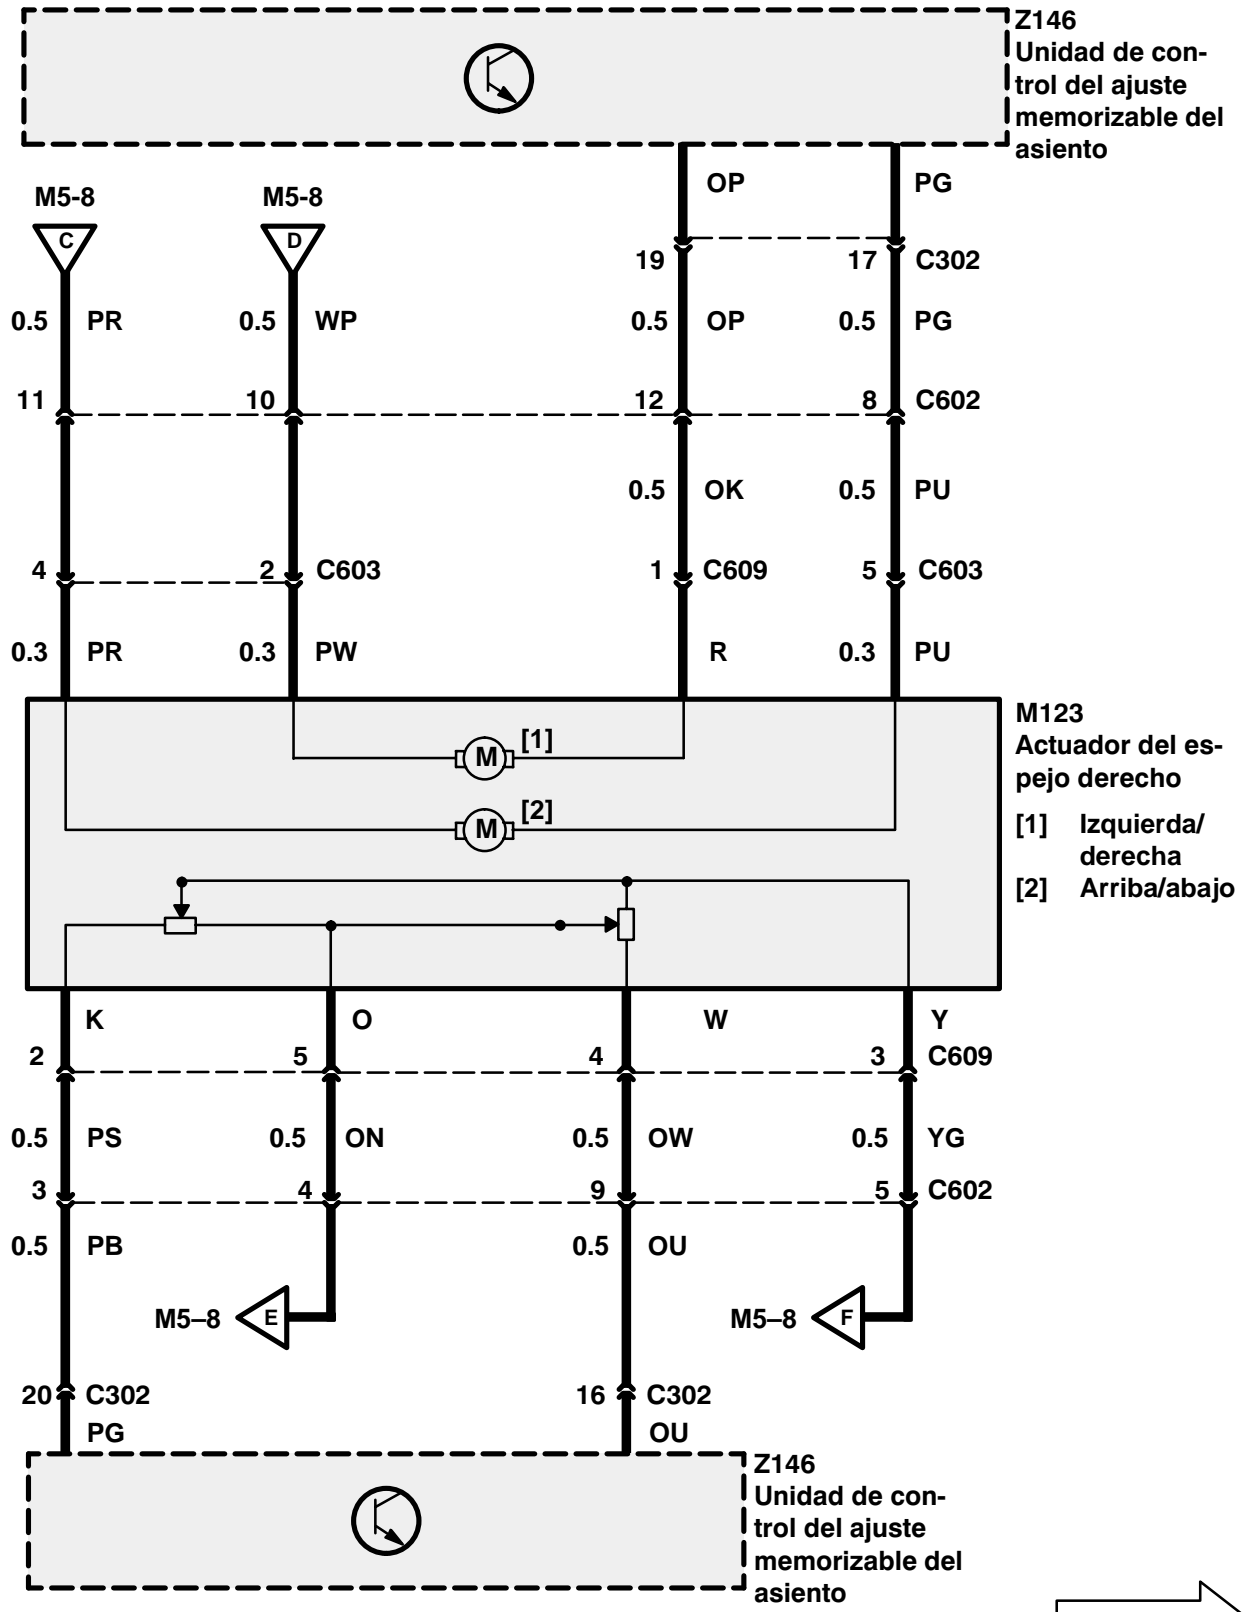 Z146
Unidad de con-
trol del ajuste
memorizable del
asiento
OP PG
M5-8 M5-8
C D
19 17 C302
0.5 PR 0.5 WP 0.5 OP 0.5 PG
11 10 12 8 C602
0.5 OK 0.5 PU
4 2 C603 1 C609 5 C603
0.3 PR 0.3 PW R 0.3 PU
M123
Actuador del es-
pejo derecho
[1] Izquierda/
derecha
[2] Arriba/abajo
M [1]
M [2]
K O W Y
2 5 4 3 C609
0.5 PS 0.5 ON 0.5 OW 0.5 YG
3 4 9 5 C602
0.5 PB 0.5 OU
M5–8 E M5–8 F
20 C302 16 C302
PG OU
Z146
Unidad de con-
trol del ajuste
memorizable del
asiento